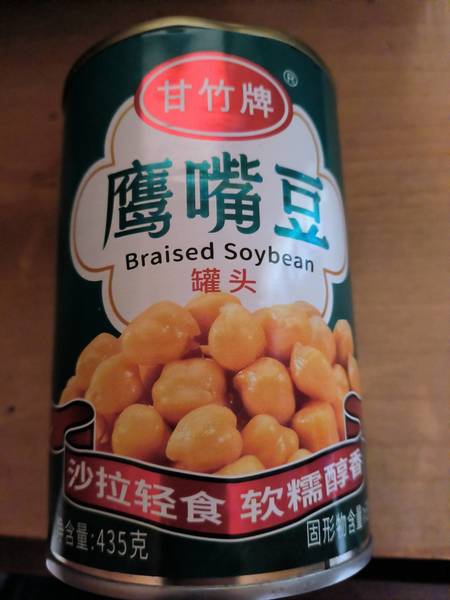 甘竹牌®
鹰嘴豆
Braised Soybean
罐头
沙拉轻食 软糯醇香
含量:435克
固形物含量